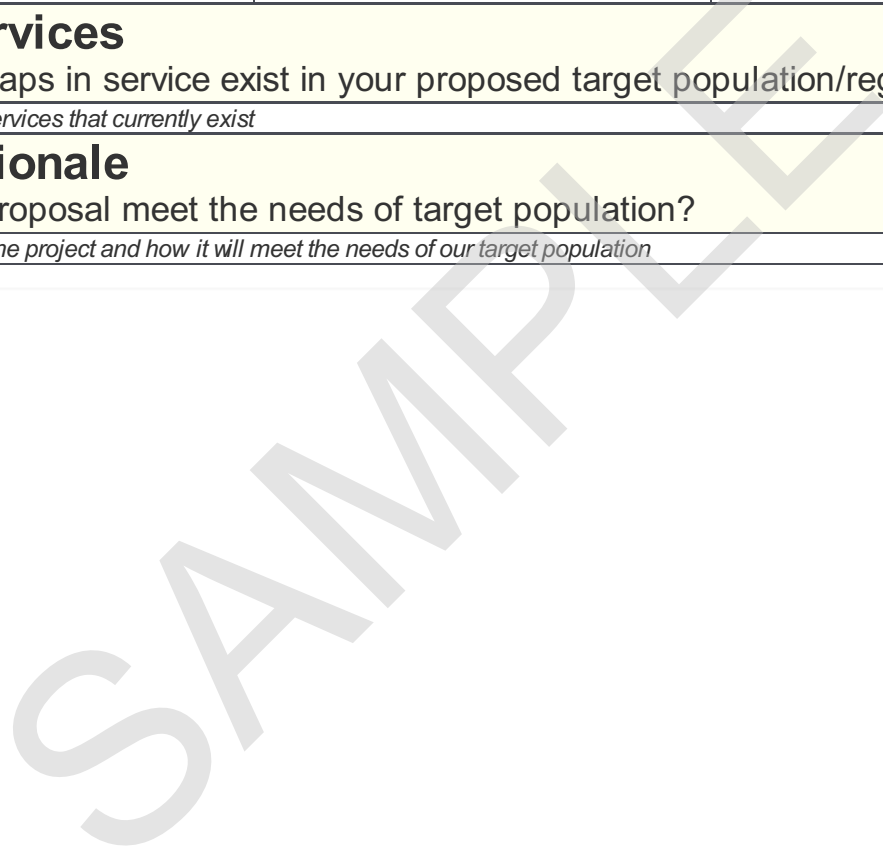 rvices
aps in service exist in your proposed target population/reg
ervices that currently exist
ionale
roposal meet the needs of target population?
he project and how it will meet the needs of our target population
SAMPLE